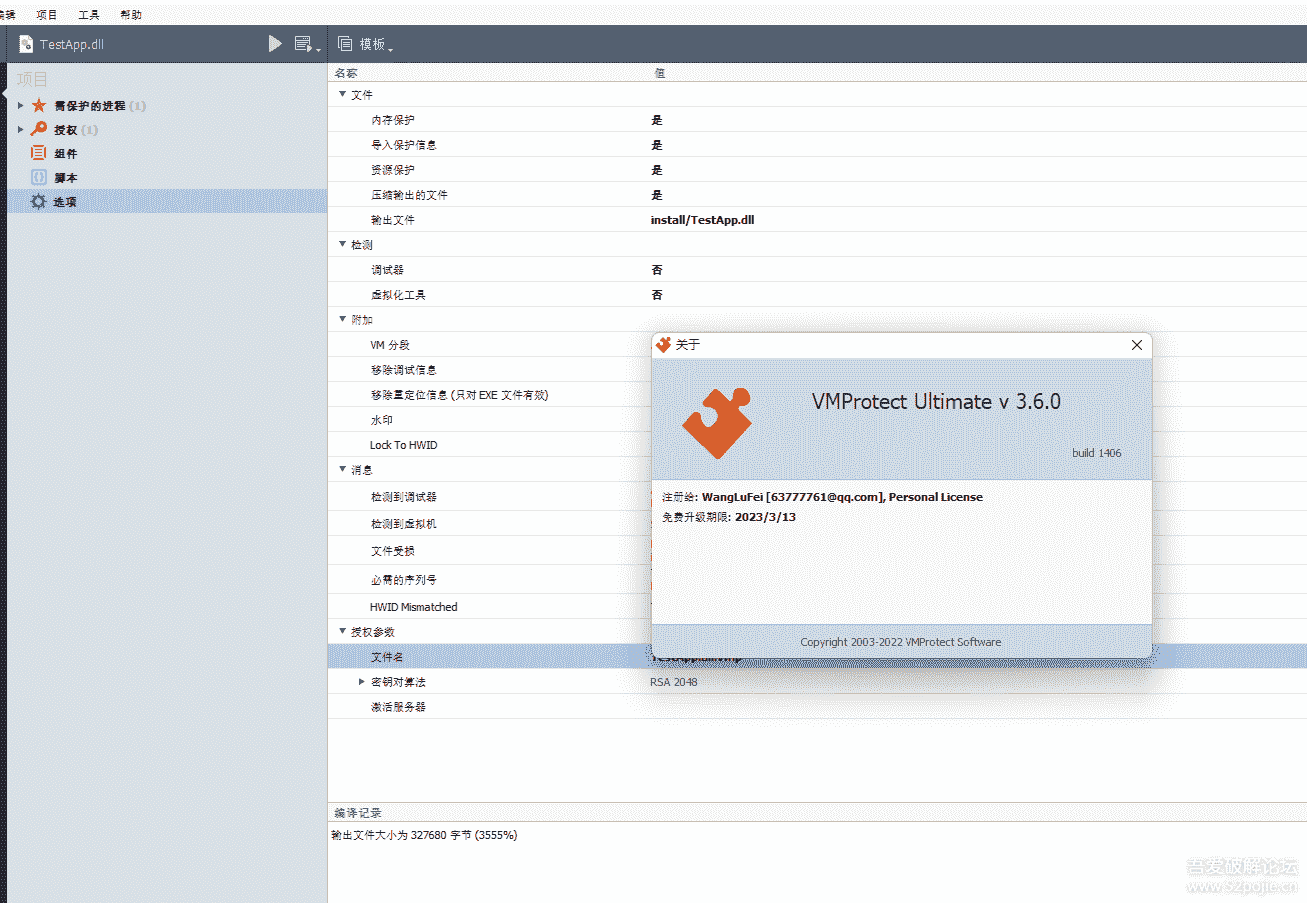 编辑 项目 工具 帮助
TestApp.dll
模板
项目
需保护的进程 (1)
授权 (1)
组件
脚本
选项
名称 值
文件
内存保护 是
导入保护信息 是
资源保护 是
压缩输出的文件 是
输出文件 install/TestApp.dll
检测
调试器 否
虚拟化工具 否
附加
VM 分段
移除调试信息
移除重定位信息 (只对 EXE 文件有效)
水印
Lock To HWID
消息
检测到调试器
检测到虚拟机
文件受损
必需的序列号
HWID Mismatched
授权参数
文件名
密钥对算法 RSA 2048
激活服务器
关于
VMProtect Ultimate v 3.6.0
build 1406
注册给: WangLuFei [63777761@qq.com], Personal License
免费升级期限: 2023/3/13
Copyright 2003-2022 VMProtect Software
编译记录
输出文件大小为 327680 字节 (3555%)
吾爱破解论坛
www.52pojie.cn